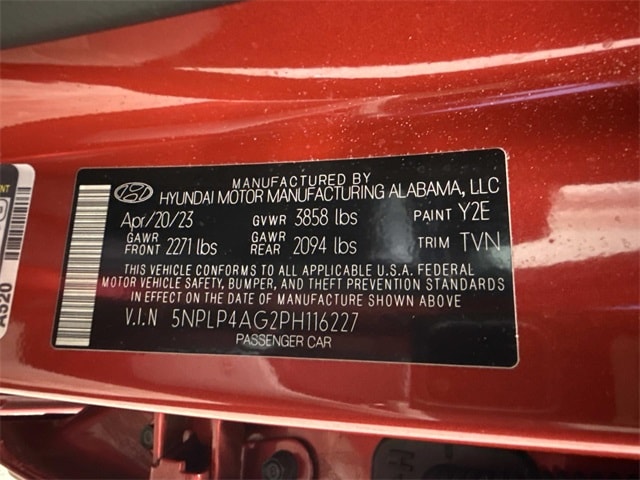 MANUFACTURED BY
HYUNDAI MOTOR MANUFACTURING ALABAMA, LLC
Apr/20/23 GVWR 3858 lbs PAINT Y2E
GAWR FRONT 2271 lbs GAWR REAR 2094 lbs TRIM TVN
THIS VEHICLE CONFORMS TO ALL APPLICABLE U.S.A. FEDERAL
MOTOR VEHICLE SAFETY, BUMPER, AND THEFT PREVENTION STANDARDS
IN EFFECT ON THE DATE OF MANUFACTURE SHOWN ABOVE
V.I.N 5NPLP4AG2PH116227
PASSENGER CAR
A520